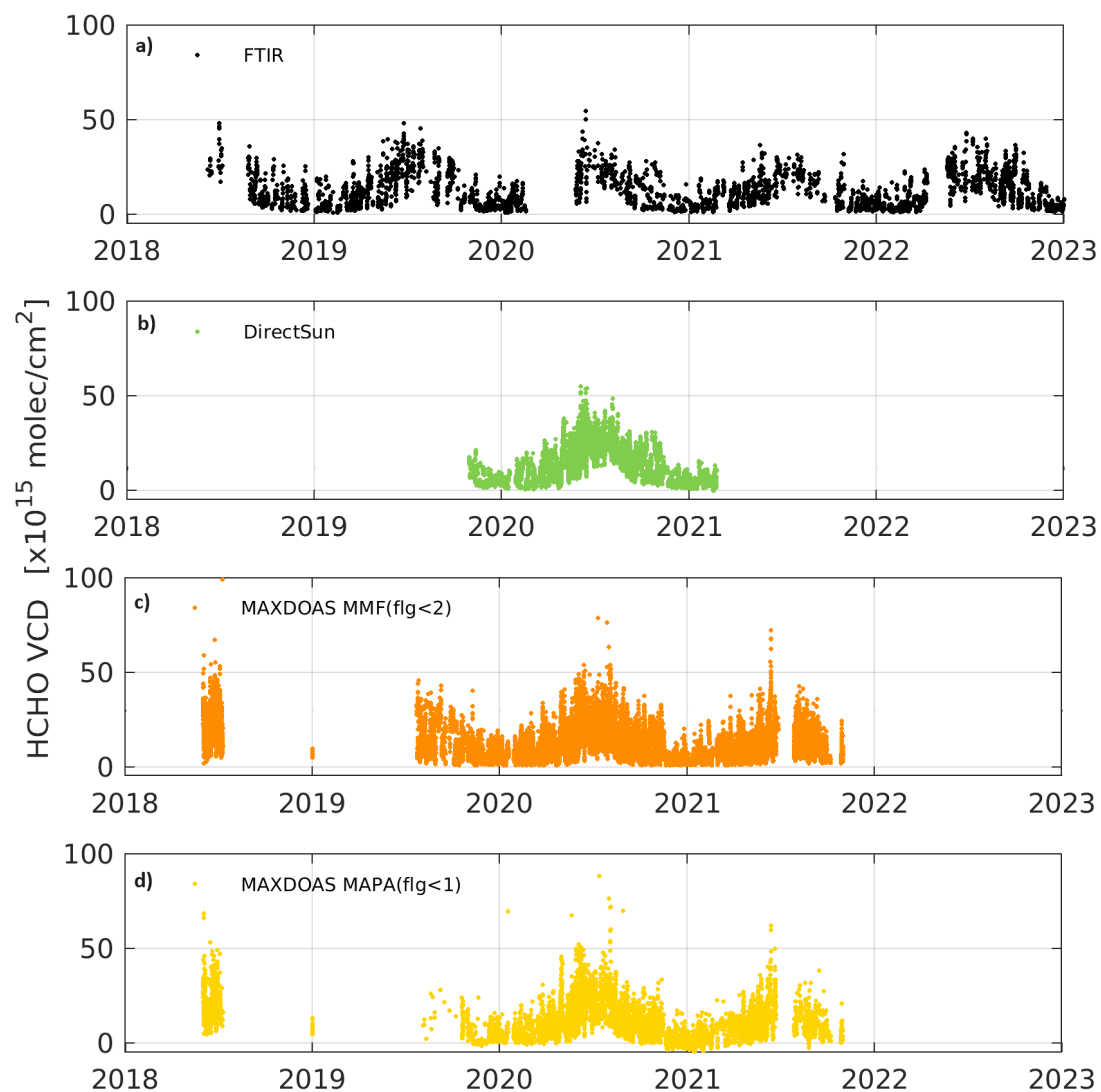 HCHO VCD [x10¹⁵ molec/cm²]
100
a)
FTIR
50
0
2018 2019 2020 2021 2022 2023
100
b)
DirectSun
50
0
2018 2019 2020 2021 2022 2023
100
c)
MAXDOAS MMF(flg<2)
50
0
2018 2019 2020 2021 2022 2023
100
d)
MAXDOAS MAPA(flg<1)
50
0
2018 2019 2020 2021 2022 2023